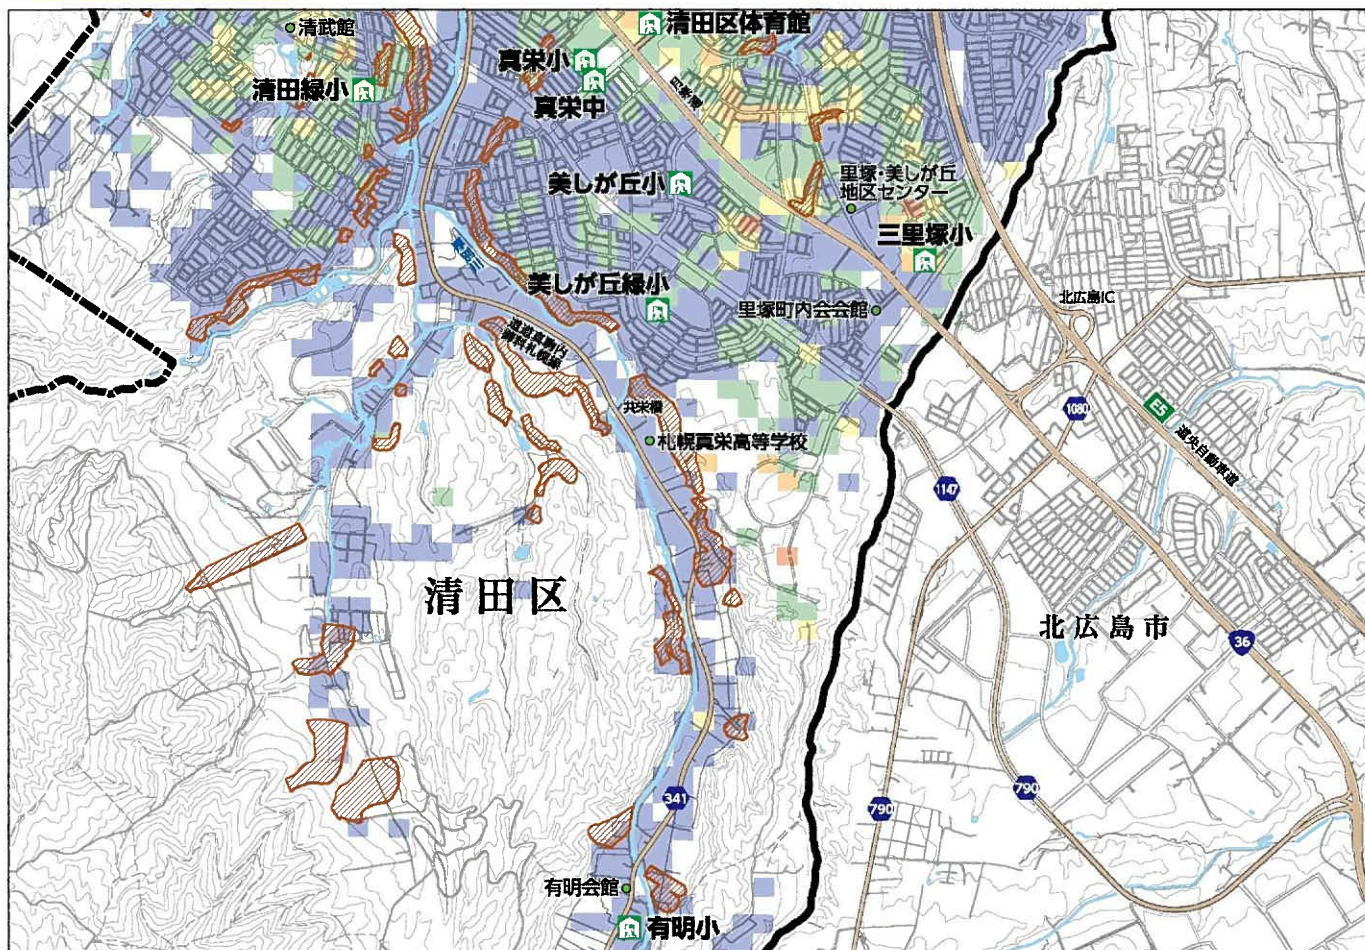 清武館
清田区体育館
真栄小
清田緑小
真栄中
美しが丘小
里塚・美しが丘
地区センター
三里塚小
美しが丘緑小
里塚町内会会館
北広島IC
共栄橋
1080
E5
道央自動車道
札幌真栄高等学校
1147
清田区
北広島市
36
341
790
790
有明会館
有明小